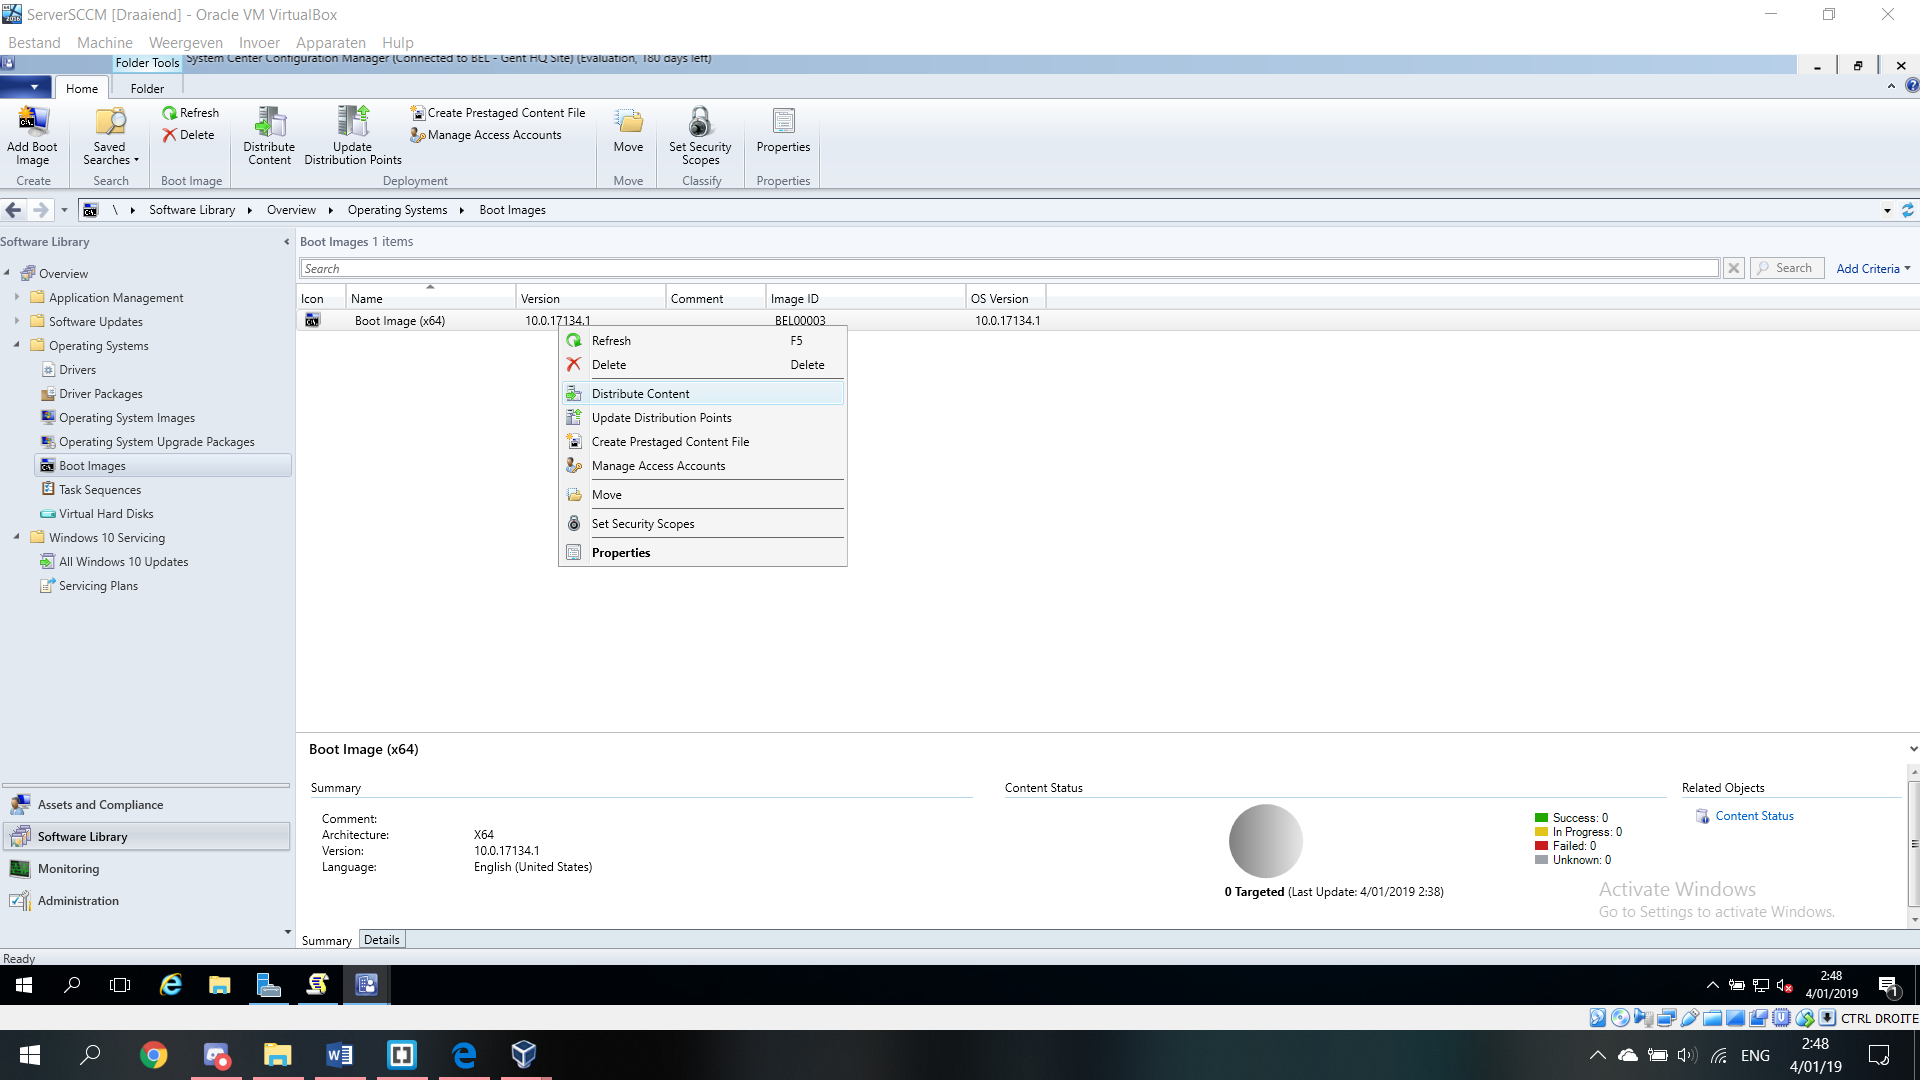 ServerSCCM [Draaiend] - Oracle VM VirtualBox
Bestand Machine Weergeven Invoer Apparaten Hulp
Folder Tools System Center Configuration Manager (Connected to BEL - Gent HQ Site) (Evaluation, 180 days left)
Home Folder
Add Boot Image
Create
Saved Searches
Search
Refresh
Delete
Boot Image
Distribute Content
Update Distribution Points
Create Prestaged Content File
Manage Access Accounts
Deployment
Move
Move
Set Security Scopes
Classify
Properties
Properties
\ Software Library Overview Operating Systems Boot Images
Software Library
Overview
Application Management
Software Updates
Operating Systems
Drivers
Driver Packages
Operating System Images
Operating System Upgrade Packages
Boot Images
Task Sequences
Virtual Hard Disks
Windows 10 Servicing
All Windows 10 Updates
Servicing Plans
Assets and Compliance
Software Library
Monitoring
Administration
Boot Images 1 items
Search
Search
Add Criteria
Icon Name Version Comment Image ID OS Version
Boot Image (x64) 10.0.17134.1 BEL00003 10.0.17134.1
Refresh F5
Delete Delete
Distribute Content
Update Distribution Points
Create Prestaged Content File
Manage Access Accounts
Move
Set Security Scopes
Properties
Boot Image (x64)
Summary
Comment:
Architecture: X64
Version: 10.0.17134.1
Language: English (United States)
Content Status
Success: 0
In Progress: 0
Failed: 0
Unknown: 0
0 Targeted (Last Update: 4/01/2019 2:38)
Related Objects
Content Status
Activate Windows
Go to Settings to activate Windows.
Summary Details
Ready
2:48
4/01/2019
1
CTRL DROITE
ENG
2:48
4/01/19